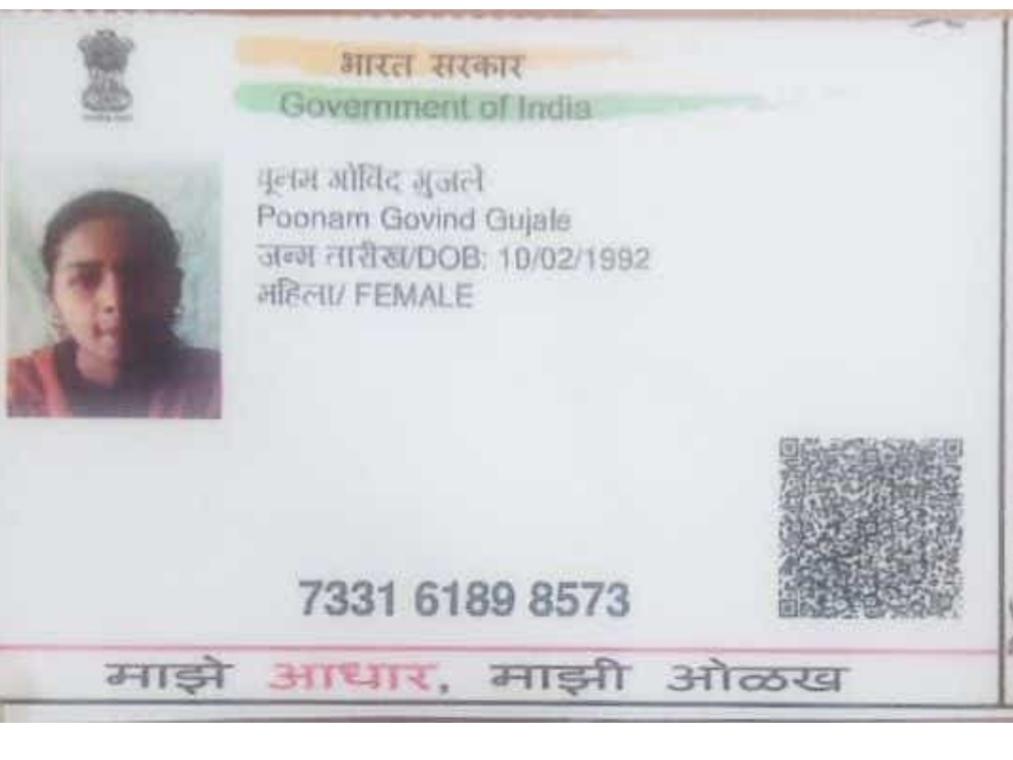 भारत सरकार
Government of India
पूनम गोविंद गुजले
Poonam Govind Gujale
जन्म तारीख/DOB: 10/02/1992
महिला/ FEMALE
7331 6189 8573
माझे आधार, माझी ओळख